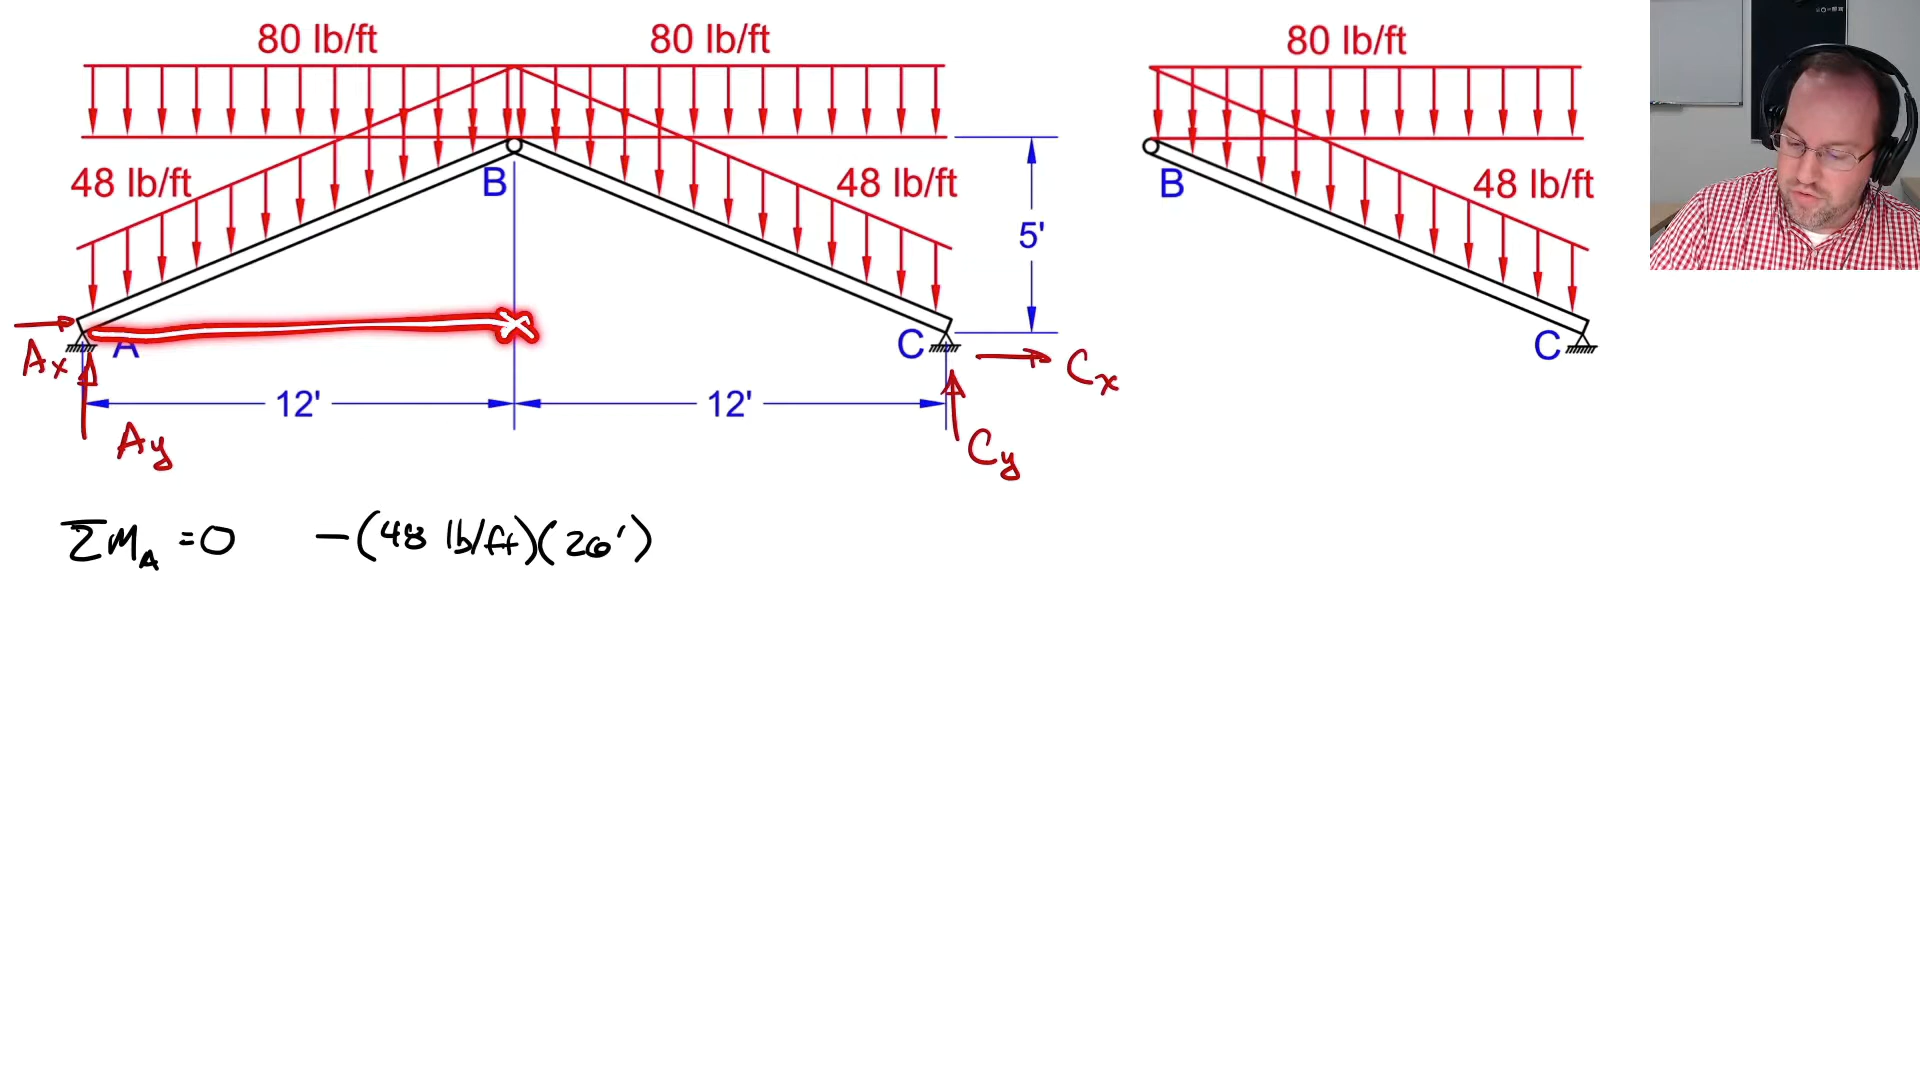 80 lb/ft 80 lb/ft 80 lb/ft
48 lb/ft B 48 lb/ft B 48 lb/ft
5'
Ax A C Cx C
12' 12'
Ay Cy
ΣM_A = 0 -(48 lb/ft)(26')